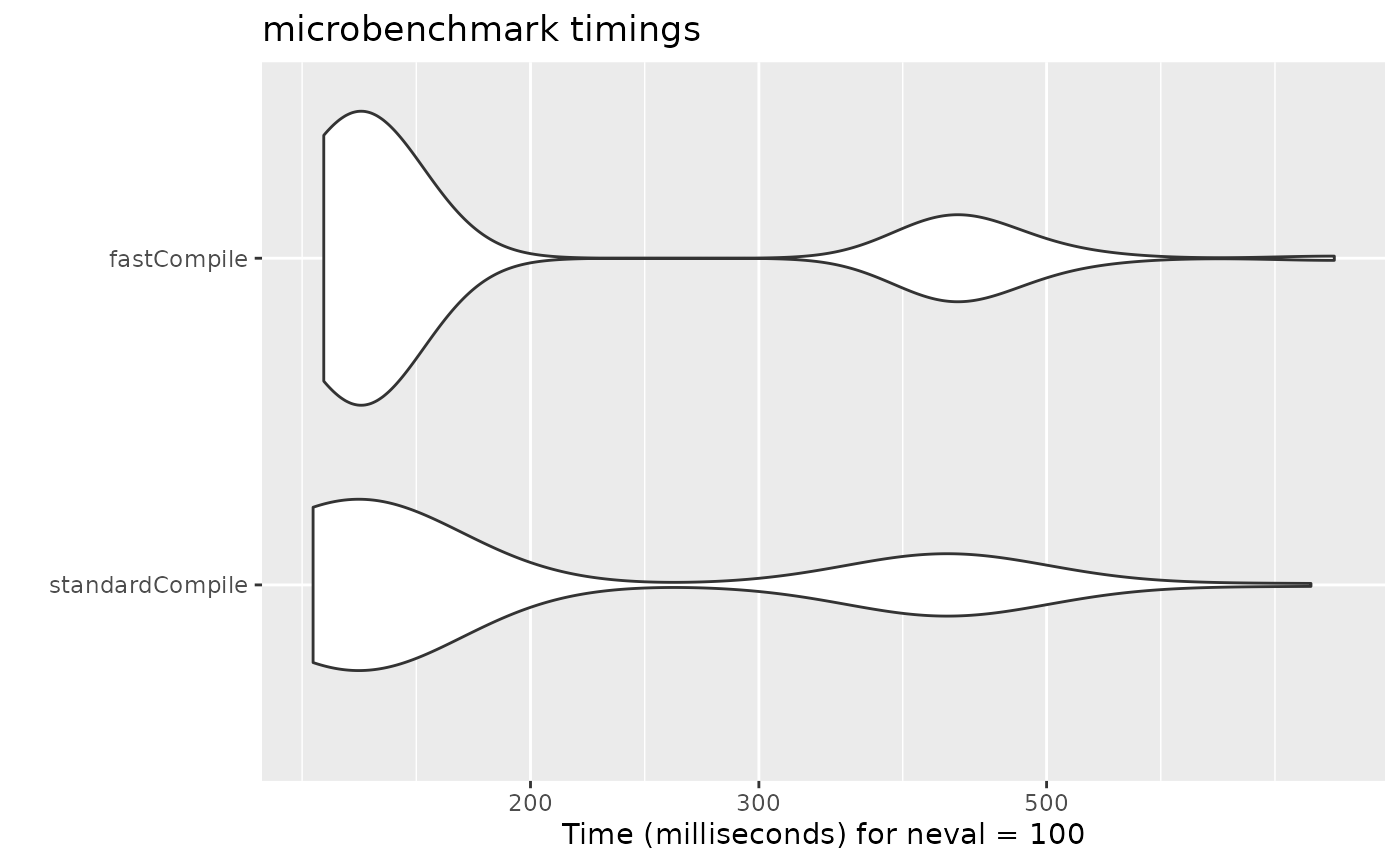 microbenchmark timings
fastCompile
standardCompile
200 300 500
Time (milliseconds) for neval = 100